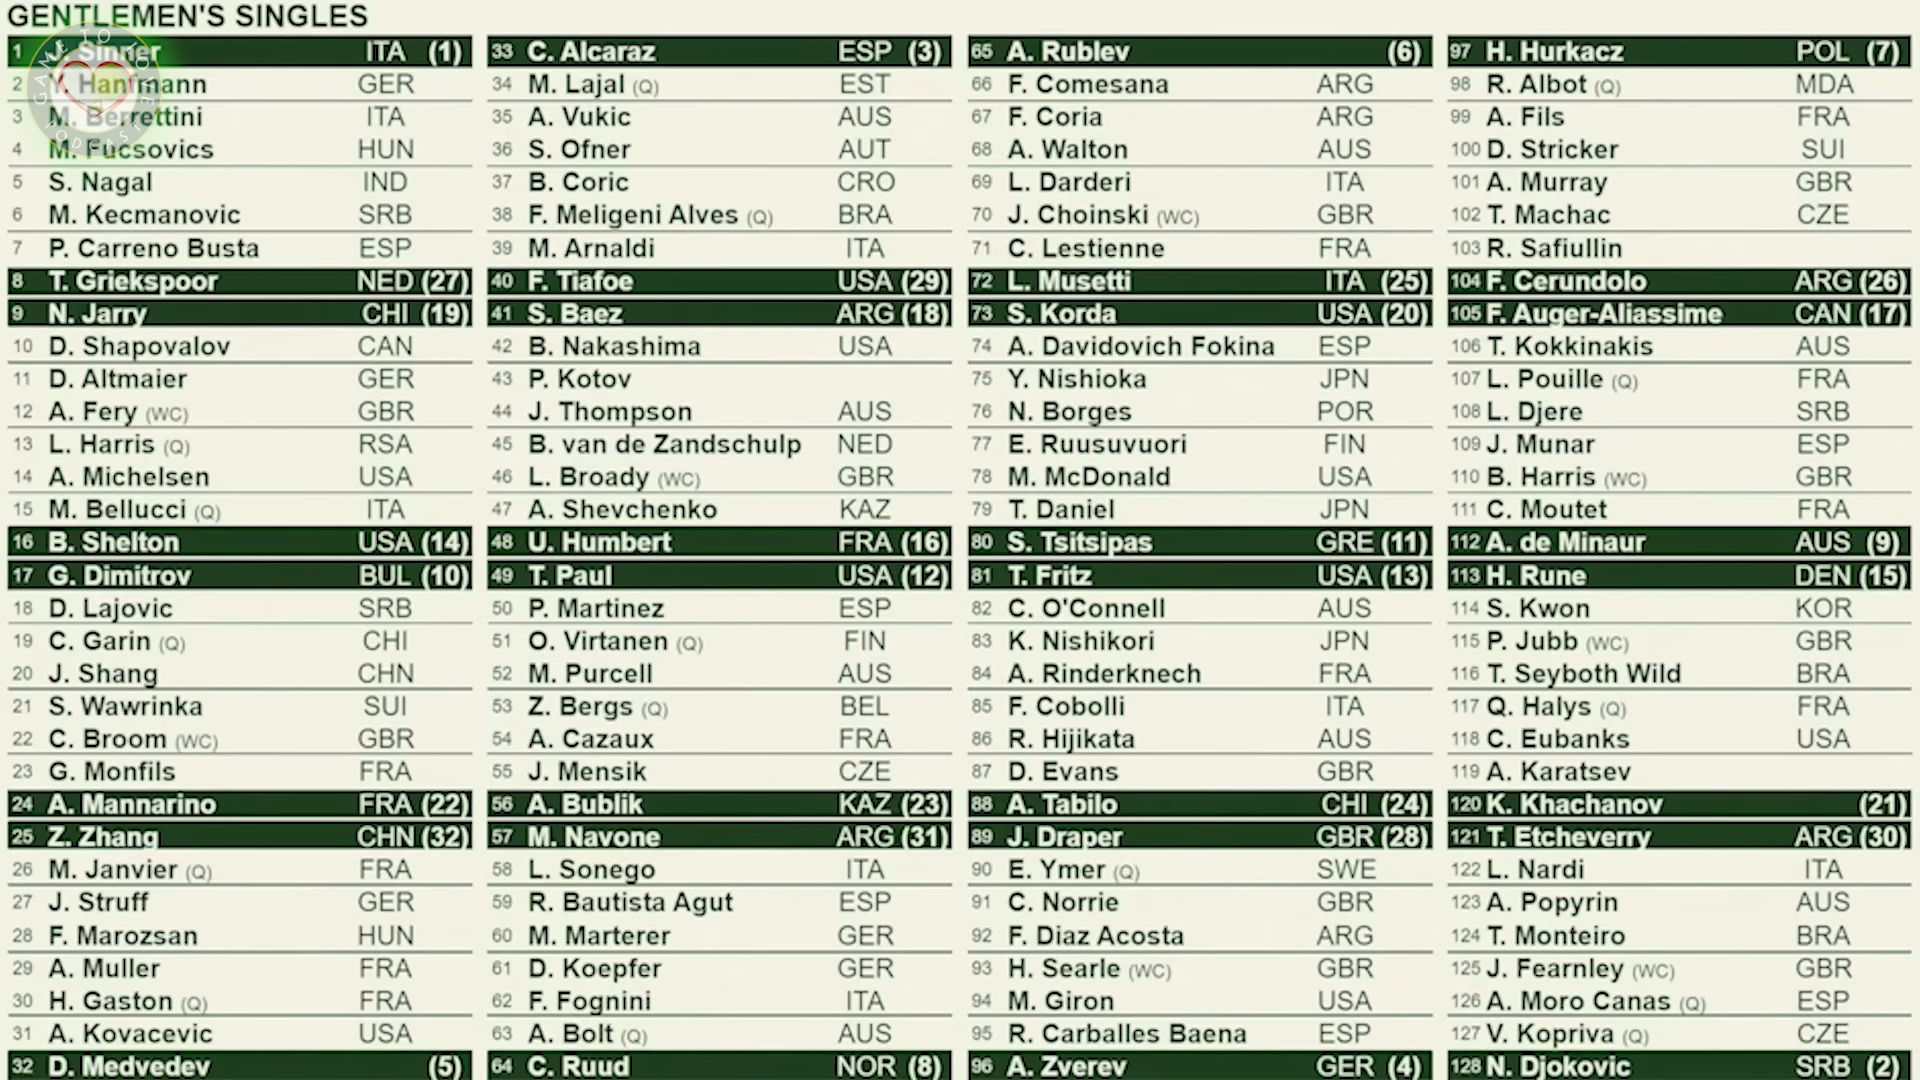 GENTLEMEN'S SINGLES
1 J. Sinner ITA (1)
2 Y. Hanfmann GER
3 M. Berrettini ITA
4 M. Fucsovics HUN
5 S. Nagal IND
6 M. Kecmanovic SRB
7 P. Carreno Busta ESP
8 T. Griekspoor NED (27)
9 N. Jarry CHI (19)
10 D. Shapovalov CAN
11 D. Altmaier GER
12 A. Fery (WC) GBR
13 L. Harris (Q) RSA
14 A. Michelsen USA
15 M. Bellucci (Q) ITA
16 B. Shelton USA (14)
17 G. Dimitrov BUL (10)
18 D. Lajovic SRB
19 C. Garin (Q) CHI
20 J. Shang CHN
21 S. Wawrinka SUI
22 C. Broom (WC) GBR
23 G. Monfils FRA
24 A. Mannarino FRA (22)
25 Z. Zhang CHN (32)
26 M. Janvier (Q) FRA
27 J. Struff GER
28 F. Marozsan HUN
29 A. Muller FRA
30 H. Gaston (Q) FRA
31 A. Kovacevic USA
32 D. Medvedev (5)
33 C. Alcaraz ESP (3)
34 M. Lajal (Q) EST
35 A. Vukic AUS
36 S. Ofner AUT
37 B. Coric CRO
38 F. Meligeni Alves (Q) BRA
39 M. Arnaldi ITA
40 F. Tiafoe USA (29)
41 S. Baez ARG (18)
42 B. Nakashima USA
43 P. Kotov
44 J. Thompson AUS
45 B. van de Zandschulp NED
46 L. Broady (WC) GBR
47 A. Shevchenko KAZ
48 U. Humbert FRA (16)
49 T. Paul USA (12)
50 P. Martinez ESP
51 O. Virtanen (Q) FIN
52 M. Purcell AUS
53 Z. Bergs (Q) BEL
54 A. Cazaux FRA
55 J. Mensik CZE
56 A. Bublik KAZ (23)
57 M. Navone ARG (31)
58 L. Sonego ITA
59 R. Bautista Agut ESP
60 M. Marterer GER
61 D. Koepfer GER
62 F. Fognini ITA
63 A. Bolt (Q) AUS
64 C. Ruud NOR (8)
65 A. Rublev (6)
66 F. Comesana ARG
67 F. Coria ARG
68 A. Walton AUS
69 L. Darderi ITA
70 J. Choinski (WC) GBR
71 C. Lestienne FRA
72 L. Musetti ITA (25)
73 S. Korda USA (20)
74 A. Davidovich Fokina ESP
75 Y. Nishioka JPN
76 N. Borges POR
77 E. Ruusuvuori FIN
78 M. McDonald USA
79 T. Daniel JPN
80 S. Tsitsipas GRE (11)
81 T. Fritz USA (13)
82 C. O'Connell AUS
83 K. Nishikori JPN
84 A. Rinderknech FRA
85 F. Cobolli ITA
86 R. Hijikata AUS
87 D. Evans GBR
88 A. Tabilo CHI (24)
89 J. Draper GBR (28)
90 E. Ymer (Q) SWE
91 C. Norrie GBR
92 F. Diaz Acosta ARG
93 H. Searle (WC) GBR
94 M. Giron USA
95 R. Carballes Baena ESP
96 A. Zverev GER (4)
97 H. Hurkacz POL (7)
98 R. Albot (Q) MDA
99 A. Fils FRA
100 D. Stricker SUI
101 A. Murray GBR
102 T. Machac CZE
103 R. Safiullin
104 F. Cerundolo ARG (26)
105 F. Auger-Aliassime CAN (17)
106 T. Kokkinakis AUS
107 L. Pouille (Q) FRA
108 L. Djere SRB
109 J. Munar ESP
110 B. Harris (WC) GBR
111 C. Moutet FRA
112 A. de Minaur AUS (9)
113 H. Rune DEN (15)
114 S. Kwon KOR
115 P. Jubb (WC) GBR
116 T. Seyboth Wild BRA
117 Q. Halys (Q) FRA
118 C. Eubanks USA
119 A. Karatsev
120 K. Khachanov (21)
121 T. Etcheverry ARG (30)
122 L. Nardi ITA
123 A. Popyrin AUS
124 T. Monteiro BRA
125 J. Fearnley (WC) GBR
126 A. Moro Canas (Q) ESP
127 V. Kopriva (Q) CZE
128 N. Djokovic SRB (2)
GAME TO LOVE
PODCAST